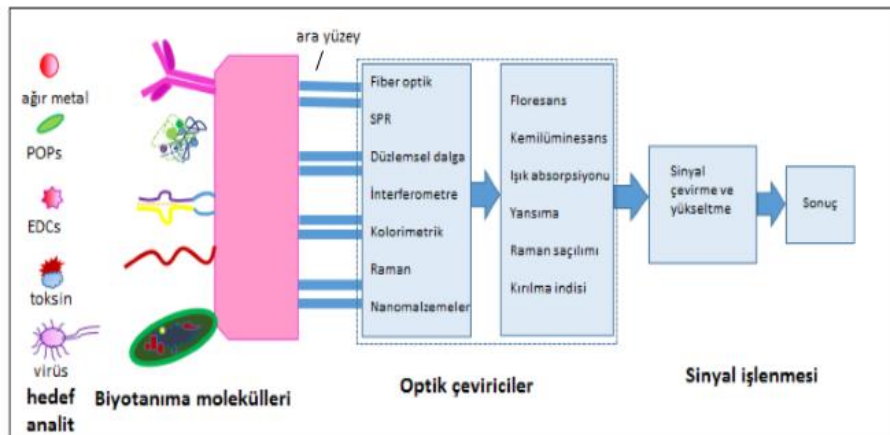 ara yüzey
ağır metal
POPs
EDCs
toksin
virüs
hedef
analit
Biyotanıma molekülleri
Fiber optik
SPR
Düzlemsel dalga
İnterferometre
Kolorimetrik
Raman
Nanomalzemeler
Floresans
Kemilüminesans
Işık absorpsiyonu
Yansıma
Raman saçılımı
Kırılma indisi
Optik çeviriciler
Sinyal
çevirme ve
yükseltme
Sonuç
Sinyal işlenmesi